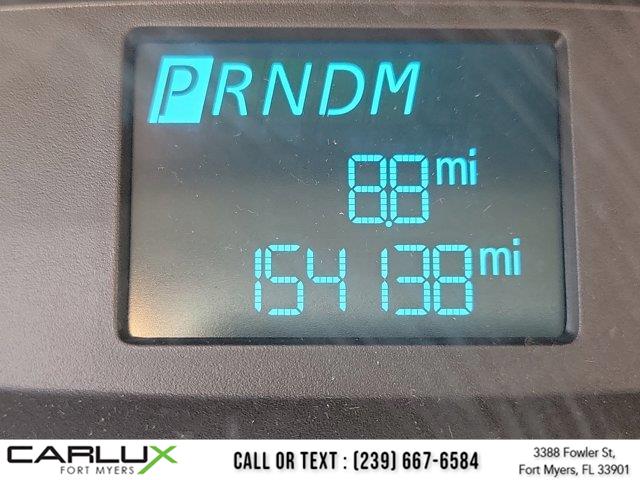 PRNDM
8.8 mi
154138 mi
CARLUX
FORT MYERS
CALL OR TEXT : (239) 667-6584
3388 Fowler St,
Fort Myers, FL 33901